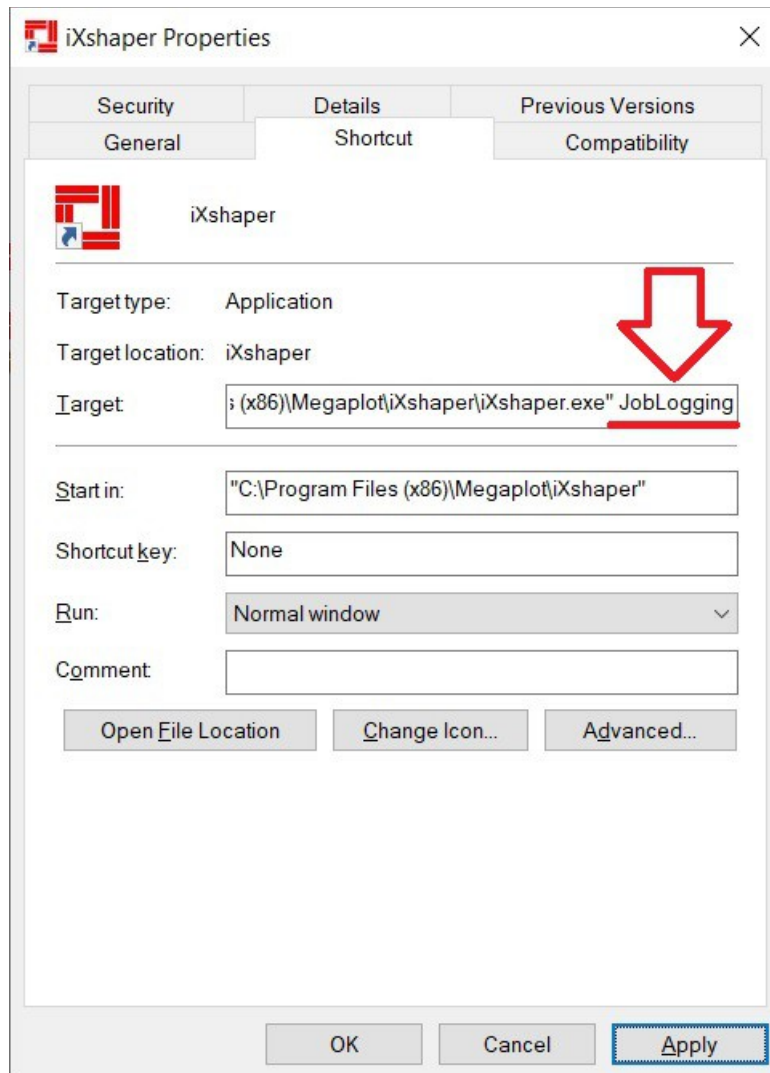 iXshaper Properties
Security Details Previous Versions
General Shortcut Compatibility
iXshaper
Target type: Application
Target location: iXshaper
Target: s (x86)\Megaplot\iXshaper\iXshaper.exe" JobLogging
Start in: "C:\Program Files (x86)\Megaplot\iXshaper"
Shortcut key: None
Run: Normal window
Comment:
Open File Location Change Icon... Advanced...
OK Cancel Apply